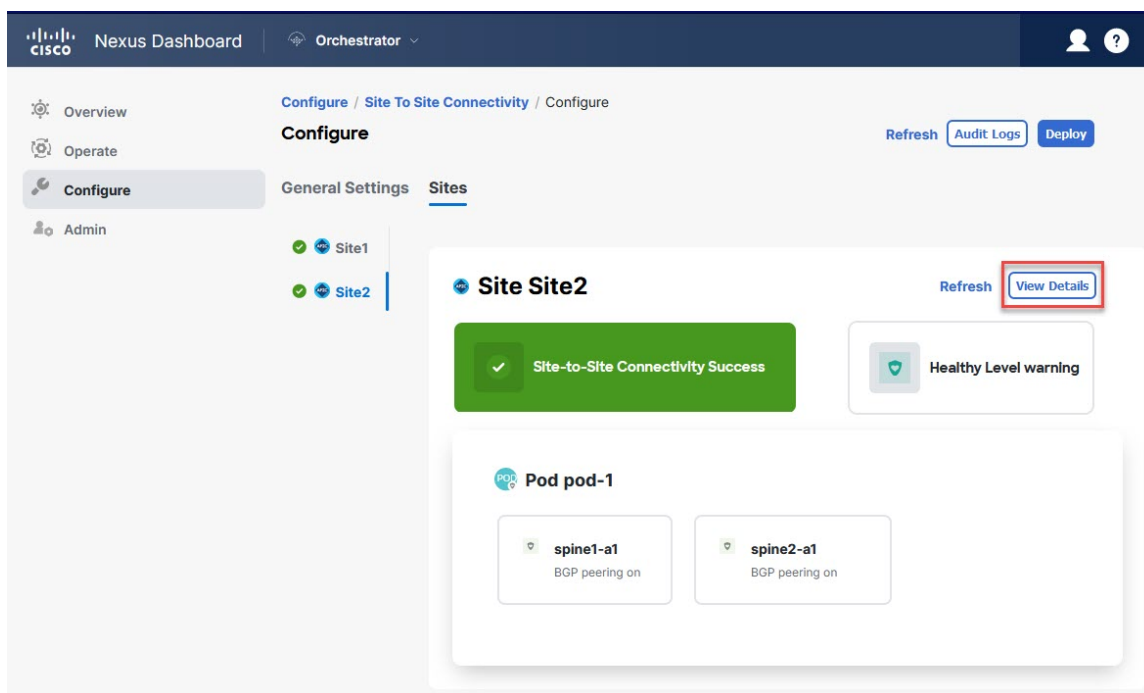 cisco Nexus Dashboard Orchestrator ?
Overview
Operate
Configure
Admin
Configure / Site To Site Connectivity / Configure
Configure
Refresh Audit Logs Deploy
General Settings Sites
Site1
Site2
Site Site2
Refresh View Details
Site-to-Site Connectivity Success
Healthy Level warning
POD Pod pod-1
spine1-a1
BGP peering on
spine2-a1
BGP peering on